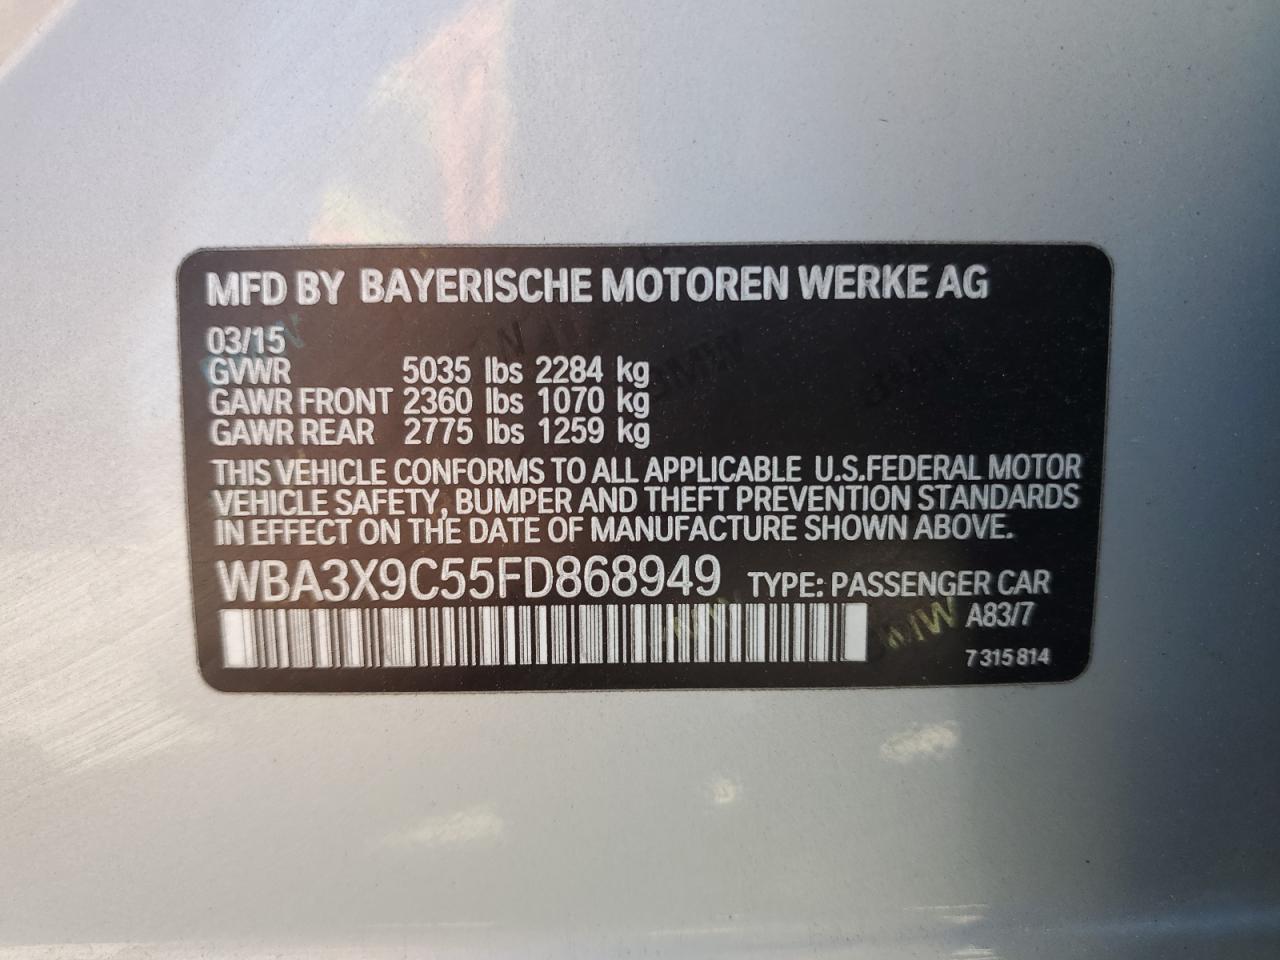 MFD BY BAYERISCHE MOTOREN WERKE AG
03/15
GVWR 5035 lbs 2284 kg
GAWR FRONT 2360 lbs 1070 kg
GAWR REAR 2775 lbs 1259 kg
THIS VEHICLE CONFORMS TO ALL APPLICABLE U.S.FEDERAL MOTOR
VEHICLE SAFETY, BUMPER AND THEFT PREVENTION STANDARDS
IN EFFECT ON THE DATE OF MANUFACTURE SHOWN ABOVE.
WBA3X9C55FD868949 TYPE: PASSENGER CAR
A83/7
BMW
7 315 814